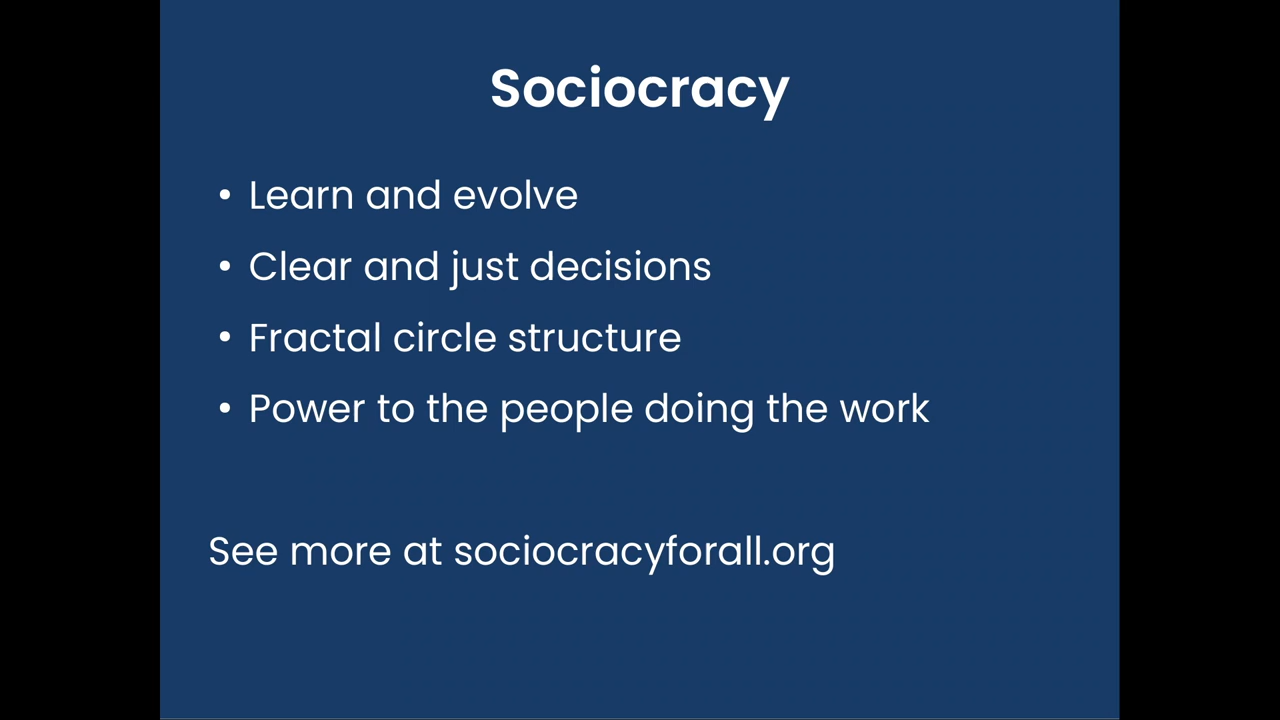 Sociocracy
• Learn and evolve
• Clear and just decisions
• Fractal circle structure
• Power to the people doing the work
See more at sociocracyforall.org